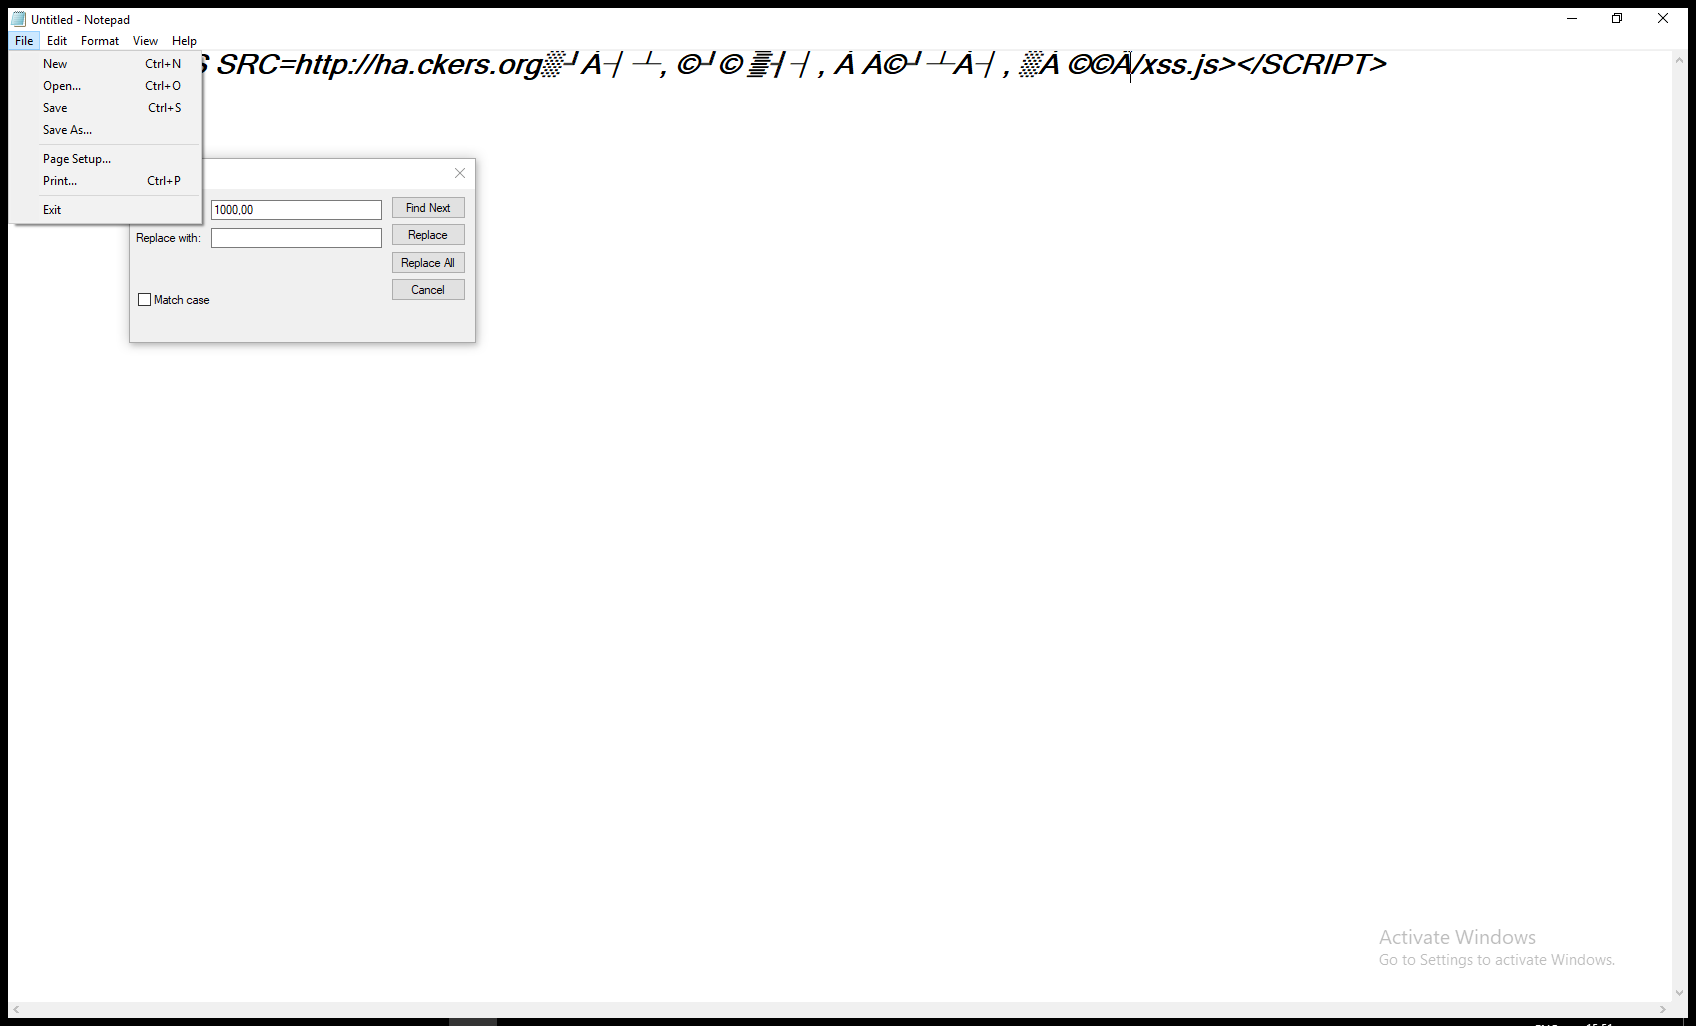 Untitled - Notepad
File Edit Format View Help
SRC=http://ha.ckers.org▒┘Á┤┴, ©┘© ▓┤┤, Á Á©┘┴Á┤, ▒Á ©©Á/xss.js></SCRIPT>
New Ctrl+N
Open... Ctrl+O
Save Ctrl+S
Save As...
Page Setup...
Print... Ctrl+P
Exit
1000,00 Find Next
Replace with: Replace
Replace All
Cancel
Match case
Activate Windows
Go to Settings to activate Windows.